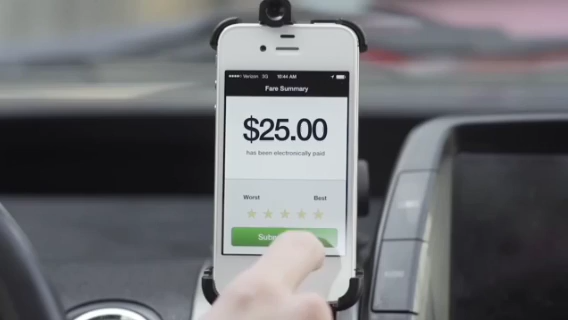 Verizon 3G 10:44 AM
Fare Summary
$25.00
has been electronically paid
Worst Best